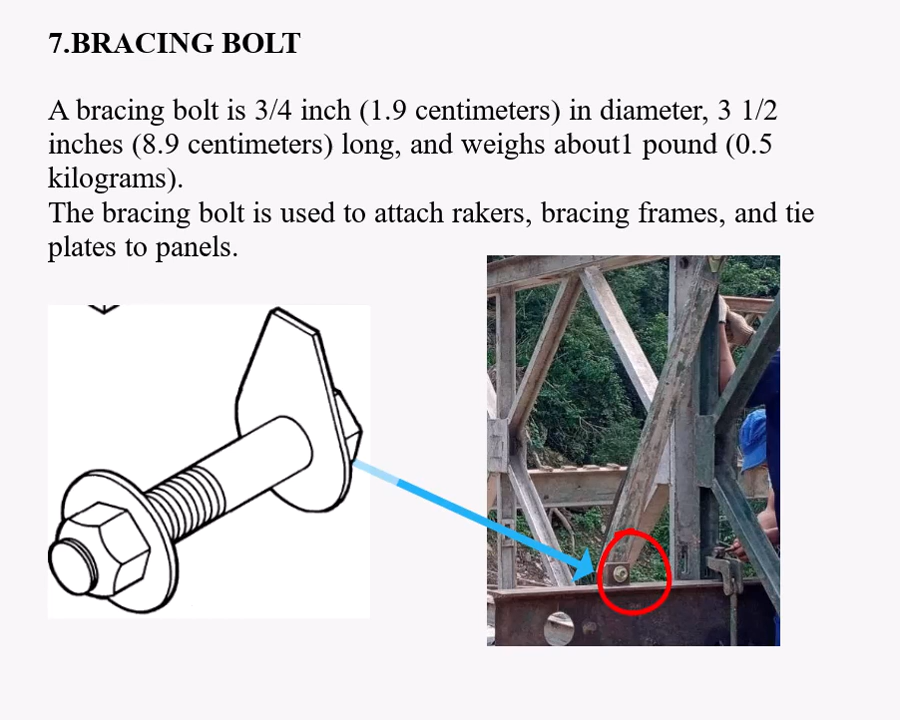 7.BRACING BOLT
A bracing bolt is 3/4 inch (1.9 centimeters) in diameter, 3 1/2
inches (8.9 centimeters) long, and weighs about1 pound (0.5
kilograms).
The bracing bolt is used to attach rakers, bracing frames, and tie
plates to panels.